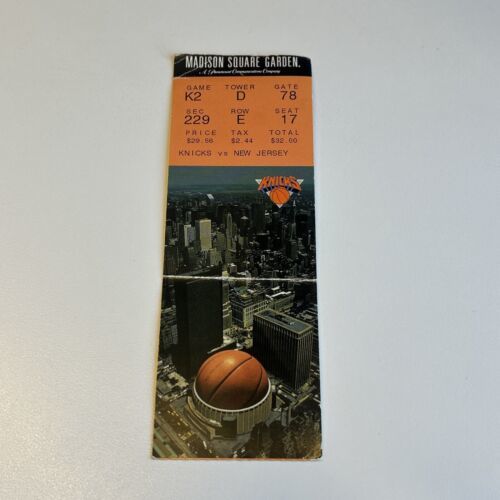 MADISON SQUARE GARDEN.
A Paramount Communications Company
GAME TOWER GATE
K2 D 78
SEC ROW SEAT
229 E 17
PRICE TAX TOTAL
$29.56 $2.44 $32.00
KNICKS vs NEW JERSEY
KNICKS